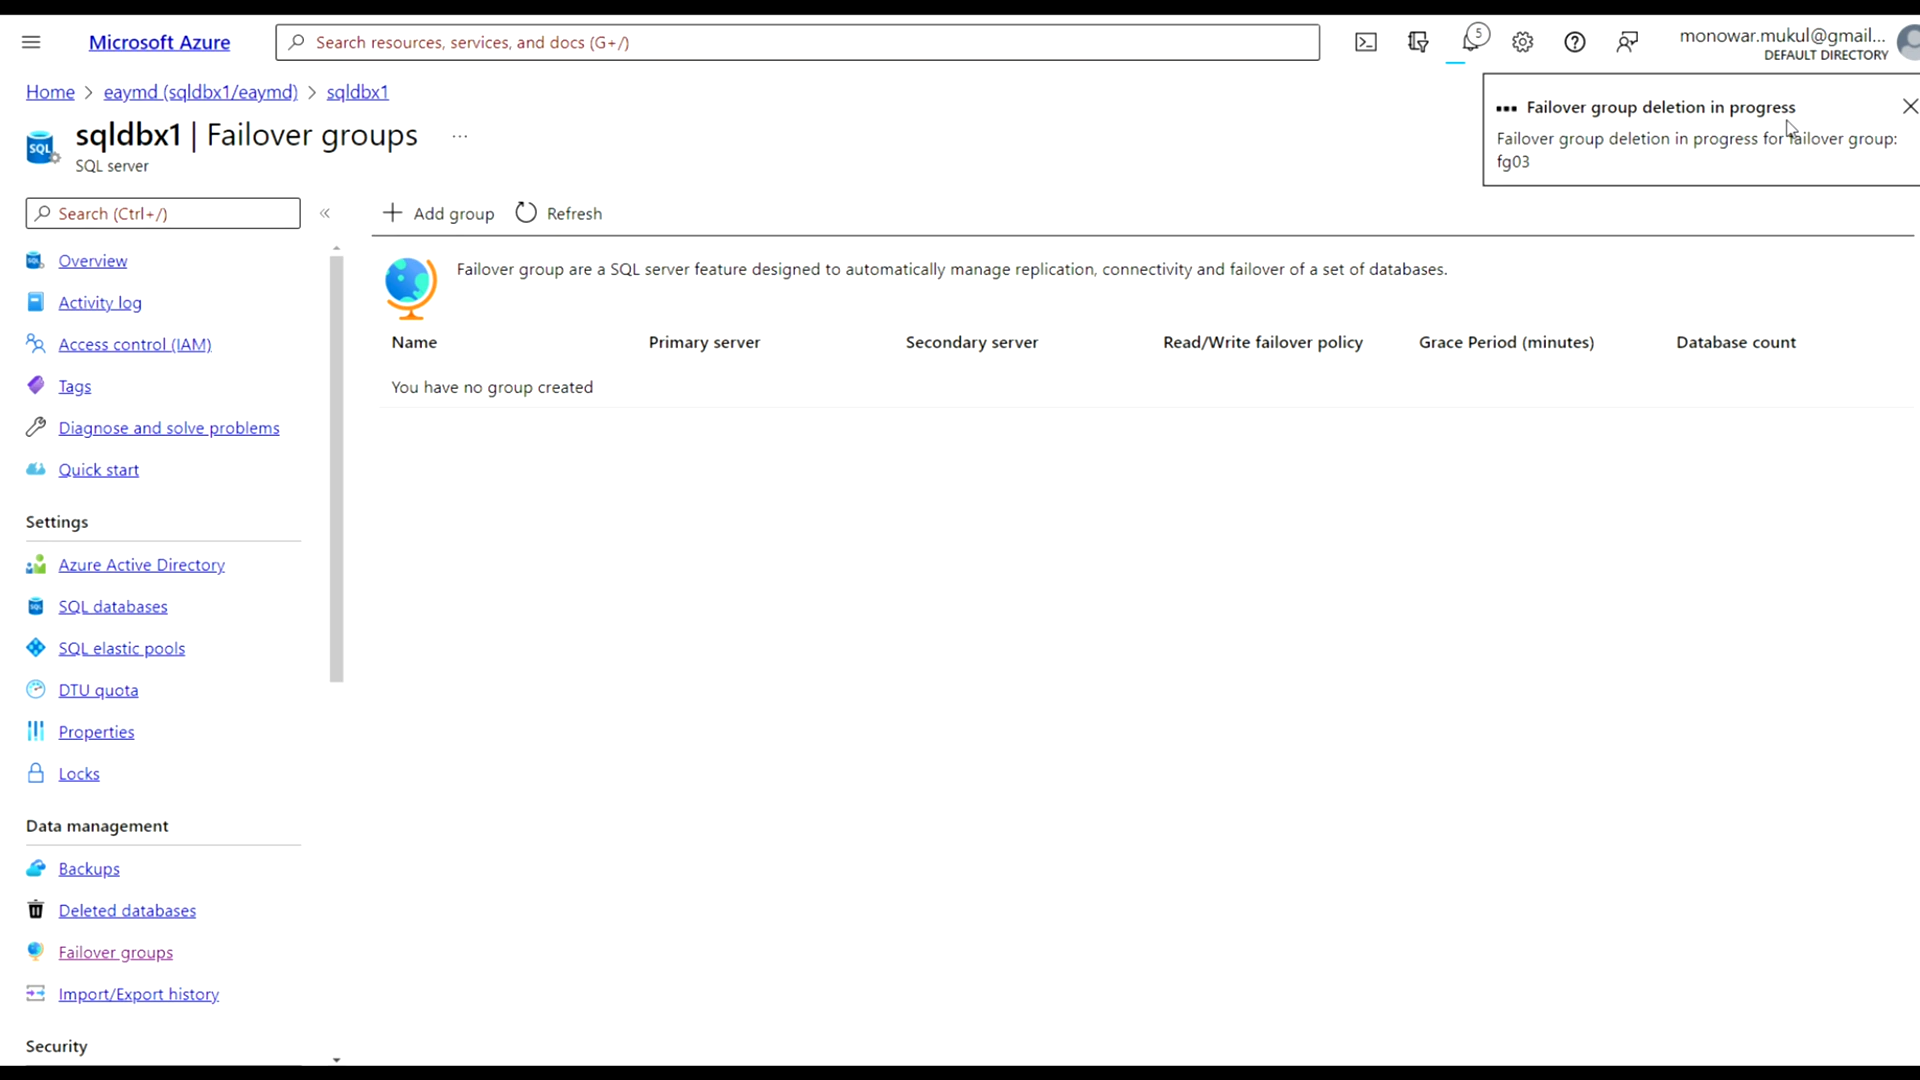 Microsoft Azure
Search resources, services, and docs (G+/)
5
monowar.mukul@gmail...
DEFAULT DIRECTORY
Home > eaymd (sqldbx1/eaymd) > sqldbx1
Failover group deletion in progress
Failover group deletion in progress for failover group:
fg03
SQL
sqldbx1 | Failover groups ...
SQL server
Search (Ctrl+/)
«
Add group
Refresh
Failover group are a SQL server feature designed to automatically manage replication, connectivity and failover of a set of databases.
Name Primary server Secondary server Read/Write failover policy Grace Period (minutes) Database count
You have no group created
Overview
Activity log
Access control (IAM)
Tags
Diagnose and solve problems
Quick start
Settings
Azure Active Directory
SQL databases
SQL elastic pools
DTU quota
Properties
Locks
Data management
Backups
Deleted databases
Failover groups
Import/Export history
Security